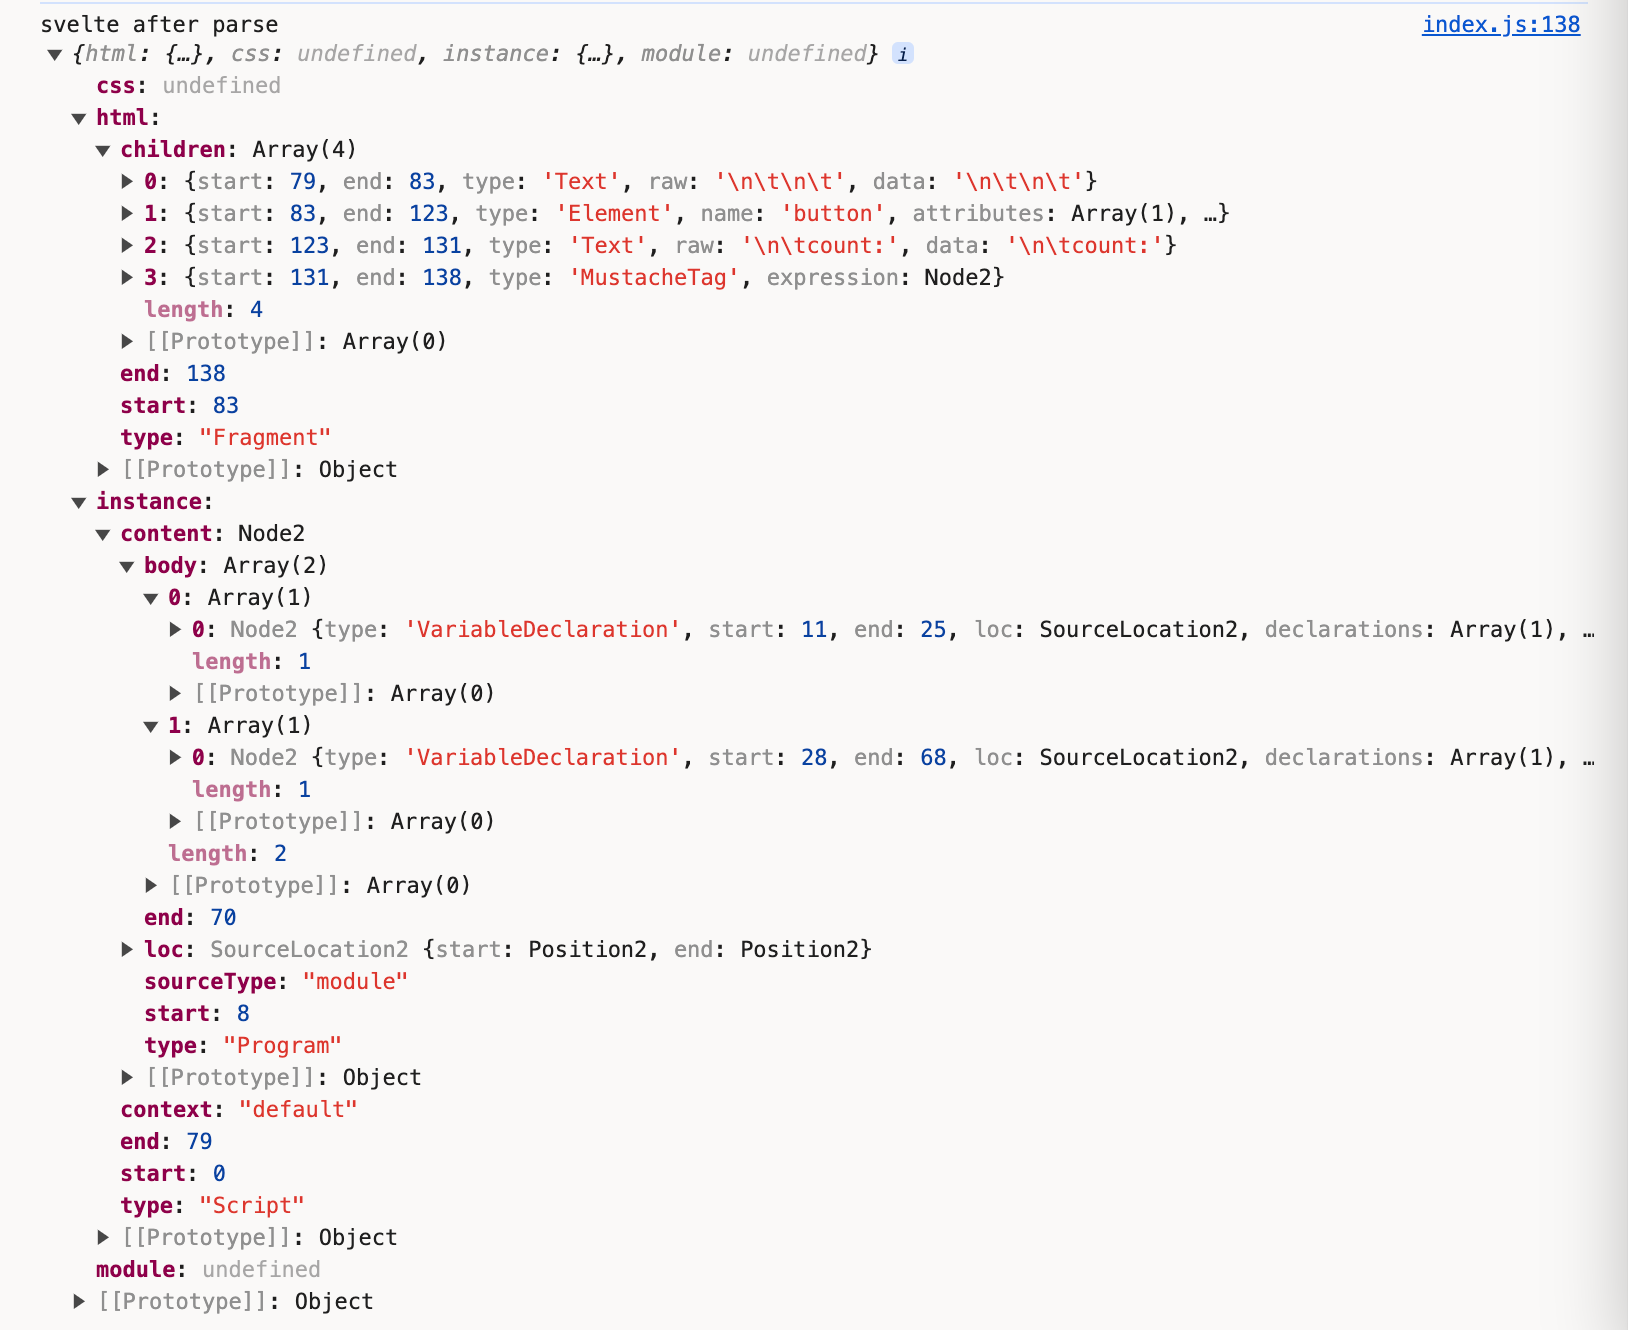 svelte after parse index.js:138
▼ {html: {…}, css: undefined, instance: {…}, module: undefined} i
css: undefined
▼ html:
▼ children: Array(4)
▶ 0: {start: 79, end: 83, type: 'Text', raw: '\n\t\n\t', data: '\n\t\n\t'}
▶ 1: {start: 83, end: 123, type: 'Element', name: 'button', attributes: Array(1), …}
▶ 2: {start: 123, end: 131, type: 'Text', raw: '\n\tcount:', data: '\n\tcount:'}
▶ 3: {start: 131, end: 138, type: 'MustacheTag', expression: Node2}
length: 4
▶ [[Prototype]]: Array(0)
end: 138
start: 83
type: "Fragment"
▶ [[Prototype]]: Object
▼ instance:
▼ content: Node2
▼ body: Array(2)
▼ 0: Array(1)
▶ 0: Node2 {type: 'VariableDeclaration', start: 11, end: 25, loc: SourceLocation2, declarations: Array(1), …
length: 1
▶ [[Prototype]]: Array(0)
▼ 1: Array(1)
▶ 0: Node2 {type: 'VariableDeclaration', start: 28, end: 68, loc: SourceLocation2, declarations: Array(1), …
length: 1
▶ [[Prototype]]: Array(0)
length: 2
▶ [[Prototype]]: Array(0)
end: 70
▶ loc: SourceLocation2 {start: Position2, end: Position2}
sourceType: "module"
start: 8
type: "Program"
▶ [[Prototype]]: Object
context: "default"
end: 79
start: 0
type: "Script"
▶ [[Prototype]]: Object
module: undefined
▶ [[Prototype]]: Object